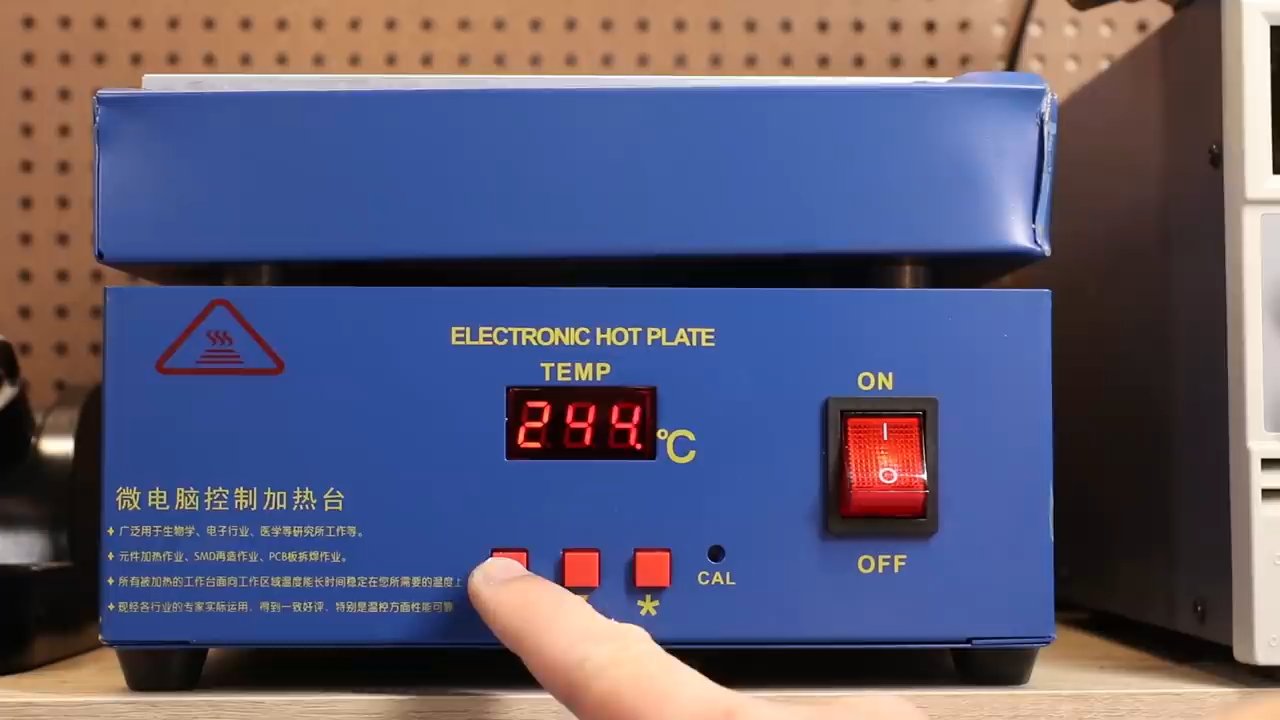 ELECTRONIC HOT PLATE
TEMP
244.
°C
ON
I
O
OFF
CAL
*
微电脑控制加热台
广泛用于生物学、电子行业、医学等研究所工作等。
元件加热作业、SMD再造作业、PCB板拆焊作业。
所有被加热的工作台面向工作区域温度能长时间稳定在您所需要的温度上
现经各行业的专家实际运用，得到一致好评，特别是温控方面性能可靠